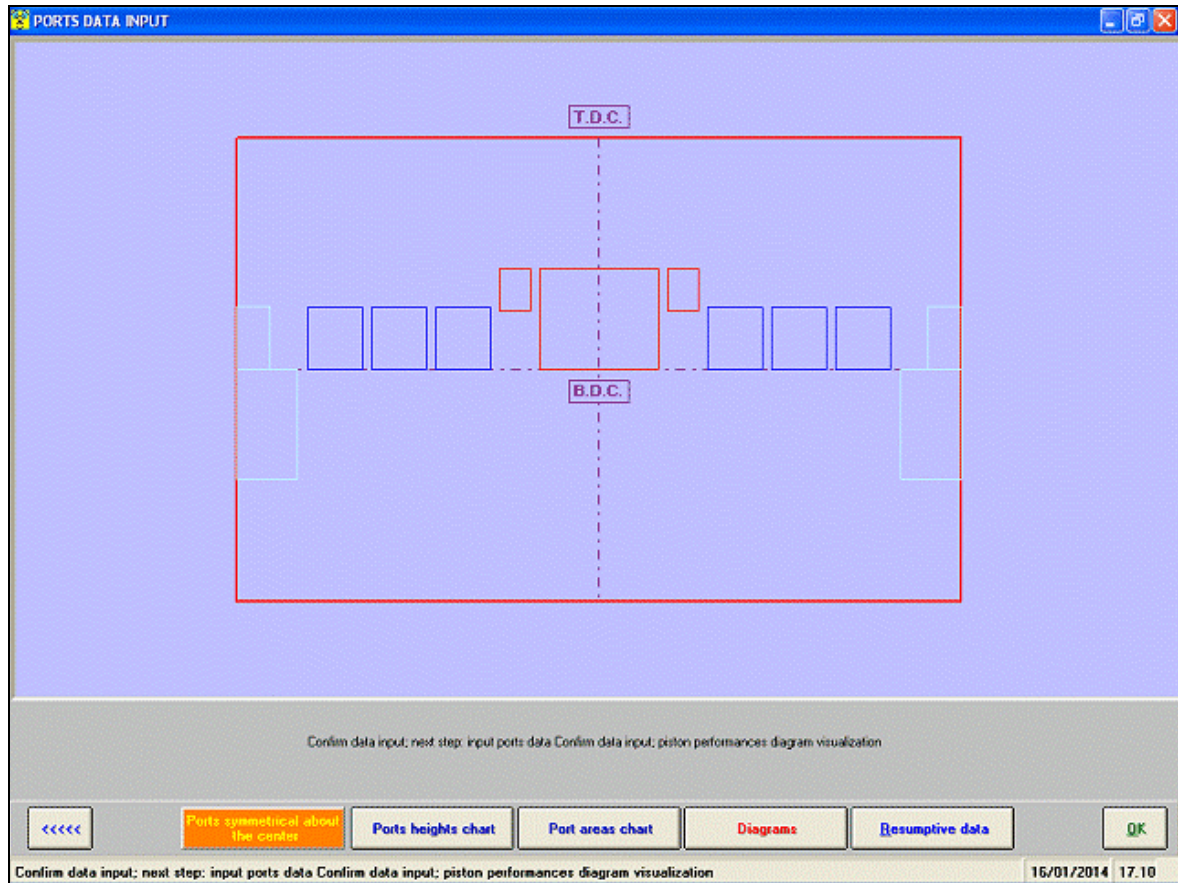 PORTS DATA INPUT
T.D.C.
B.D.C.
Confirm data input; next step: input ports data Confirm data input; piston performances diagram visualization
<<<<<
Ports symmetrical about
the center
Ports heights chart
Port areas chart
Diagrams
Resumptive data
OK
Confirm data input; next step: input ports data Confirm data input; piston performances diagram visualization
16/01/2014 17.10